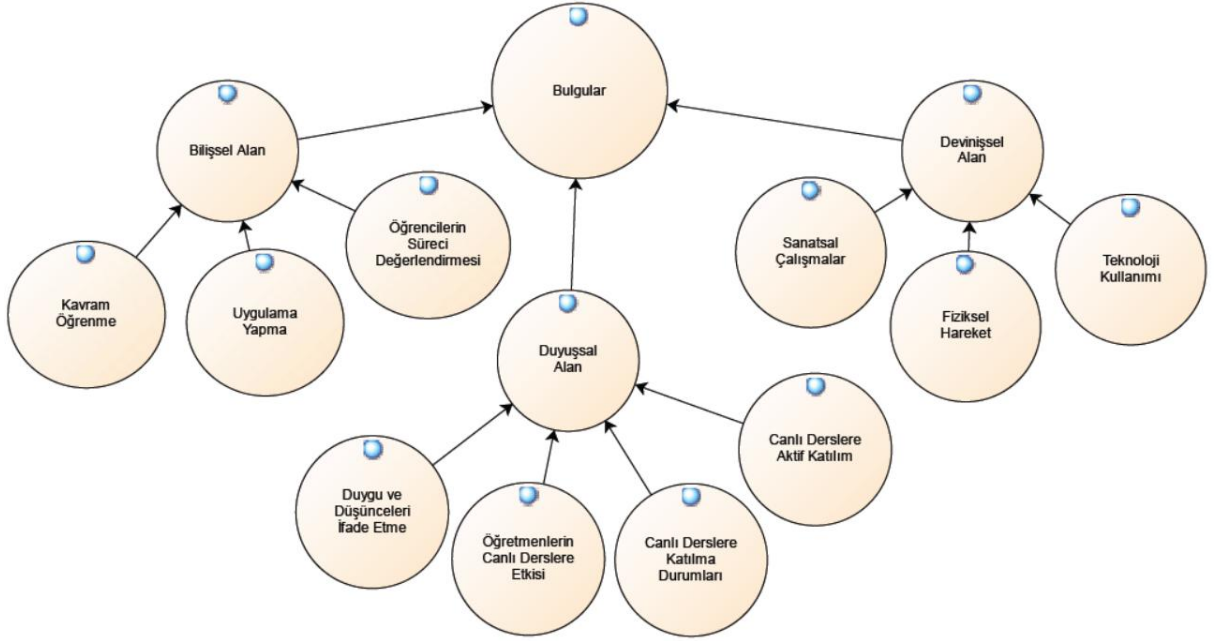 Bulgular
Bilişsel Alan
Kavram
Öğrenme
Uygulama
Yapma
Öğrencilerin
Süreci
Değerlendirmesi
Duyuşsal
Alan
Duygu ve
Düşünceleri
İfade Etme
Öğretmenlerin
Canlı Derslere
Etkisi
Canlı Derslere
Katılma
Durumları
Canlı Derslere
Aktif Katılım
Devinişsel
Alan
Sanatsal
Çalışmalar
Fiziksel
Hareket
Teknoloji
Kullanımı